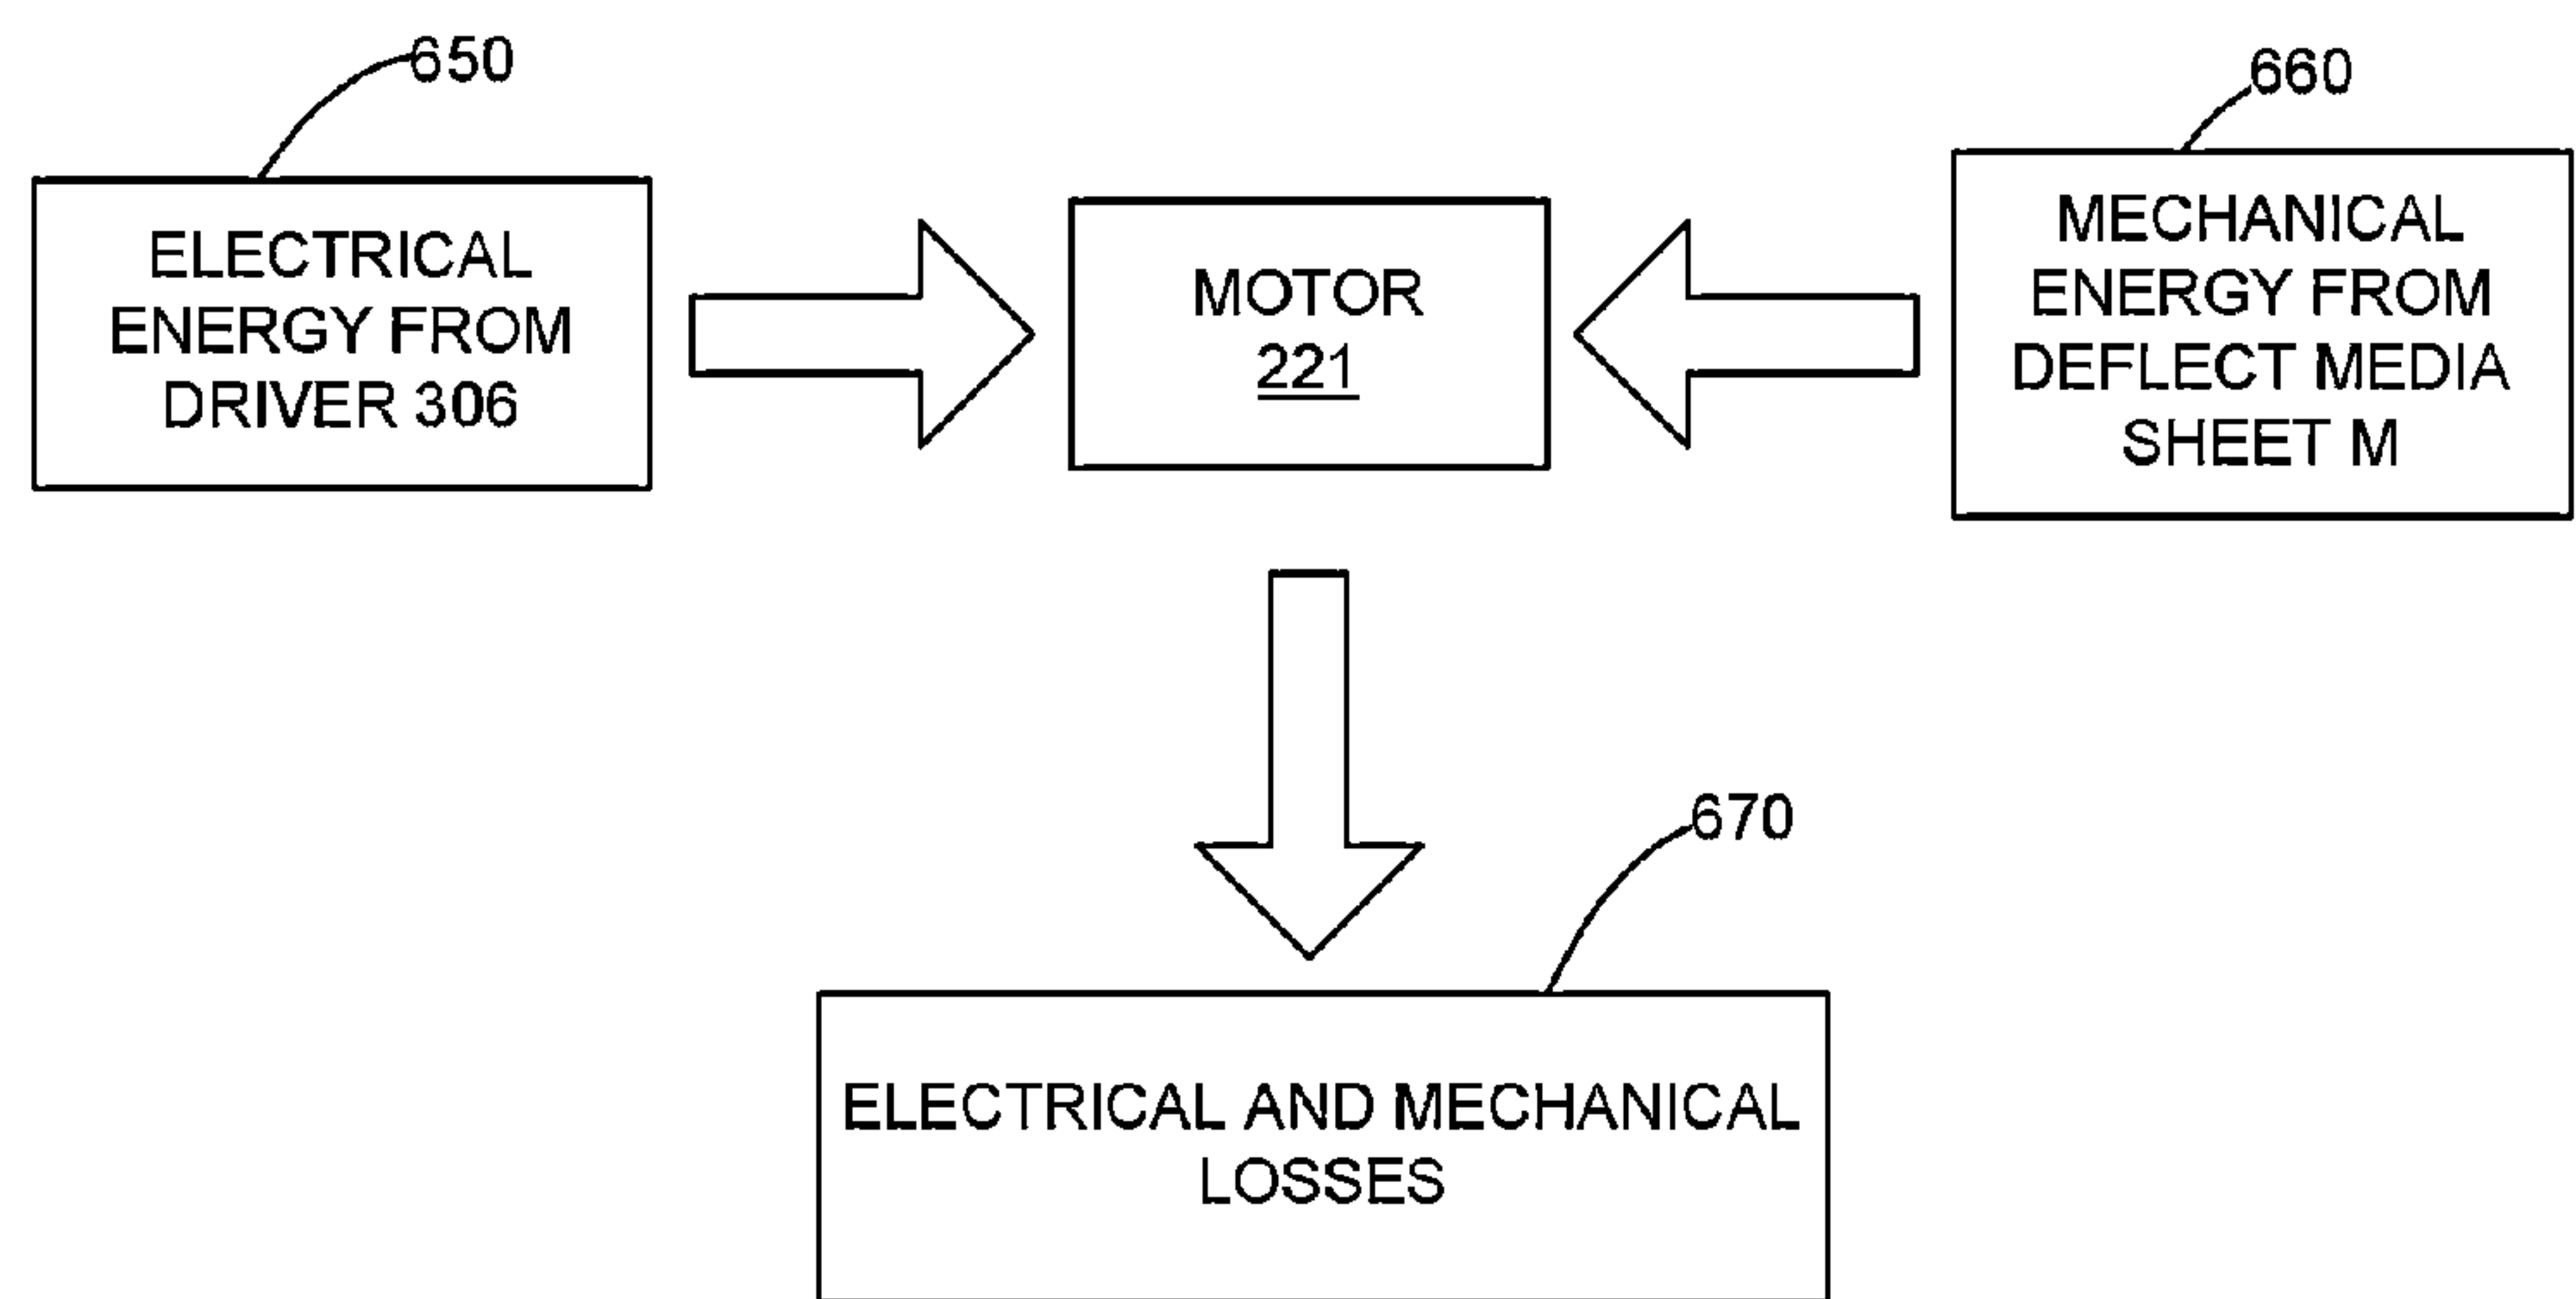 650
660
ELECTRICAL
ENERGY FROM
DRIVER 306
MOTOR
221
MECHANICAL
ENERGY FROM
DEFLECT MEDIA
SHEET M
670
ELECTRICAL AND MECHANICAL
LOSSES